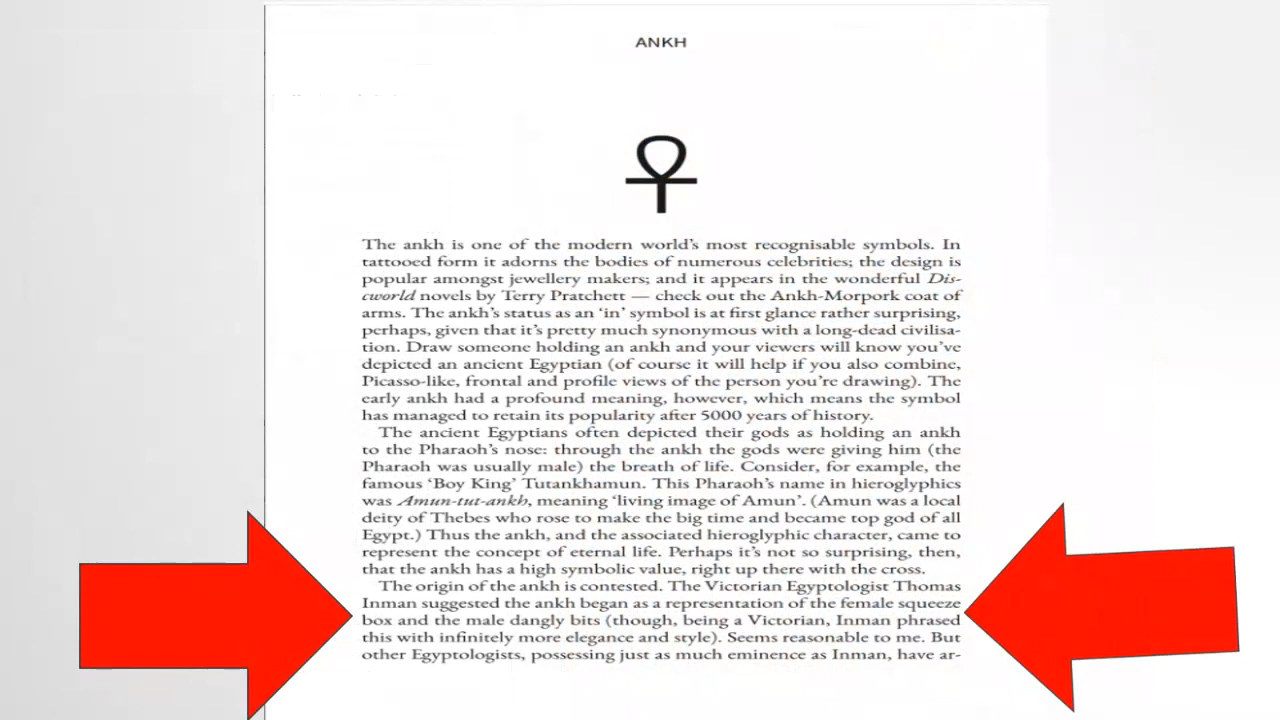 ANKH
The ankh is one of the modern world's most recognisable symbols. In
tattooed form it adorns the bodies of numerous celebrities; the design is
popular amongst jewellery makers; and it appears in the wonderful Dis-
cworld novels by Terry Pratchett — check out the Ankh-Morpork coat of
arms. The ankh's status as an 'in' symbol is at first glance rather surprising,
perhaps, given that it's pretty much synonymous with a long-dead civilisa-
tion. Draw someone holding an ankh and your viewers will know you've
depicted an ancient Egyptian (of course it will help if you also combine,
Picasso-like, frontal and profile views of the person you're drawing). The
early ankh had a profound meaning, however, which means the symbol
has managed to retain its popularity after 5000 years of history.
The ancient Egyptians often depicted their gods as holding an ankh
to the Pharaoh's nose: through the ankh the gods were giving him (the
Pharaoh was usually male) the breath of life. Consider, for example, the
famous 'Boy King' Tutankhamun. This Pharaoh's name in hieroglyphics
was Amun-tut-ankh, meaning 'living image of Amun'. (Amun was a local
deity of Thebes who rose to make the big time and became top god of all
Egypt.) Thus the ankh, and the associated hieroglyphic character, came to
represent the concept of eternal life. Perhaps it's not so surprising, then,
that the ankh has a high symbolic value, right up there with the cross.
The origin of the ankh is contested. The Victorian Egyptologist Thomas
Inman suggested the ankh began as a representation of the female squeeze
box and the male dangly bits (though, being a Victorian, Inman phrased
this with infinitely more elegance and style). Seems reasonable to me. But
other Egyptologists, possessing just as much eminence as Inman, have ar-